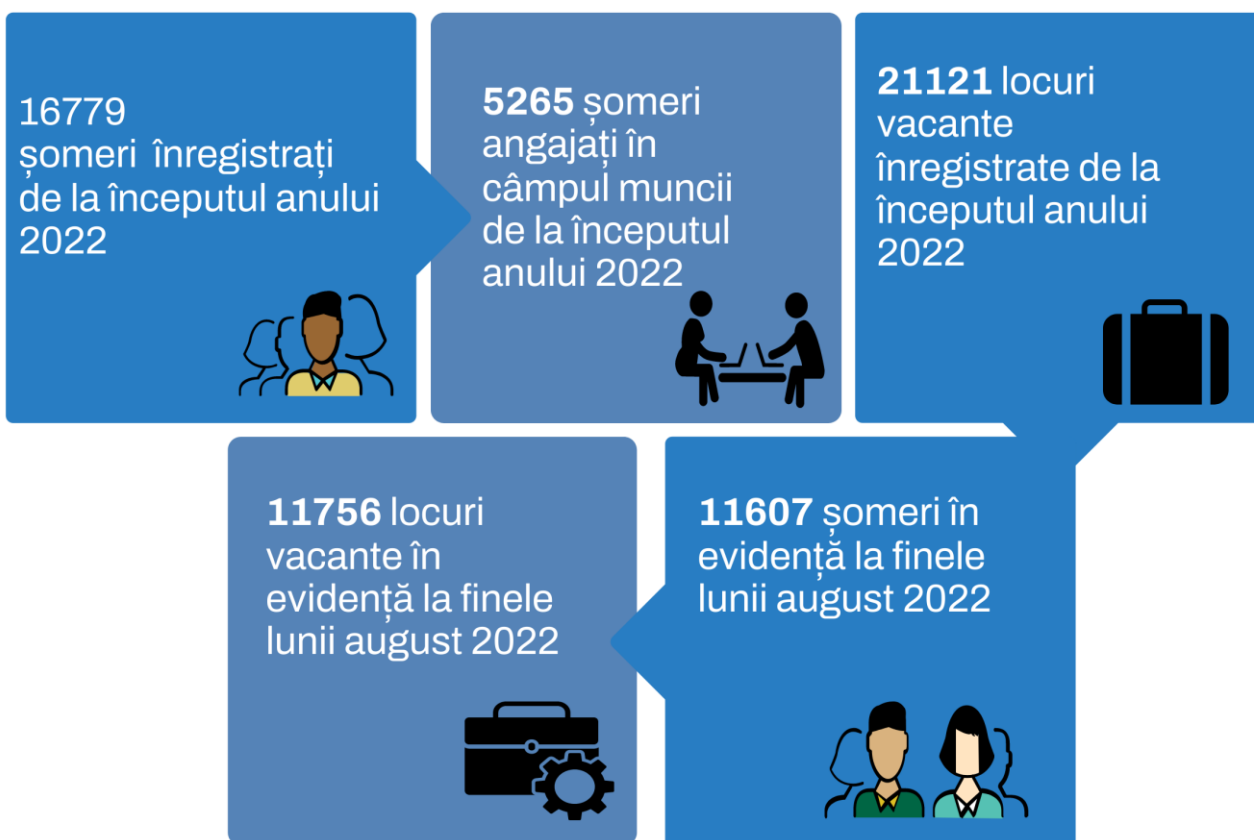 16779
șomeri înregistrați
de la începutul anului
2022
5265 șomeri
angajați în
câmpul muncii
de la începutul
anului 2022
21121 locuri
vacante
înregistrate de la
începutul anului
2022
11756 locuri
vacante în
evidență la finele
lunii august 2022
11607 șomeri în
evidență la finele
lunii august 2022